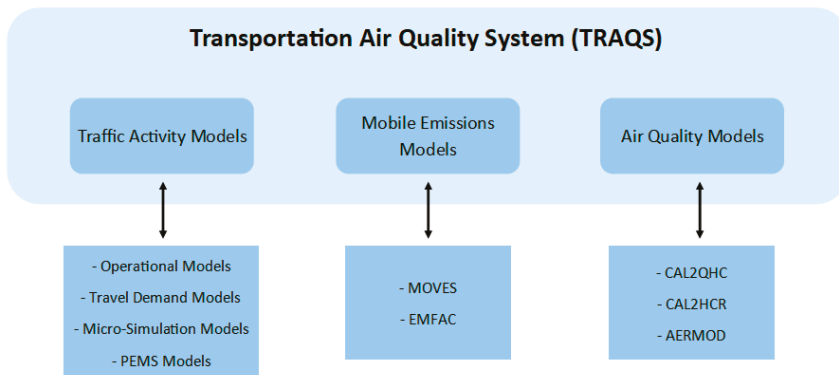 Transportation Air Quality System (TRAQS)
Traffic Activity Models
Mobile Emissions
Models
Air Quality Models
- Operational Models
- Travel Demand Models
- Micro-Simulation Models
- PEMS Models
- MOVES
- EMFAC
- CAL2QHC
- CAL2HCR
- AERMOD